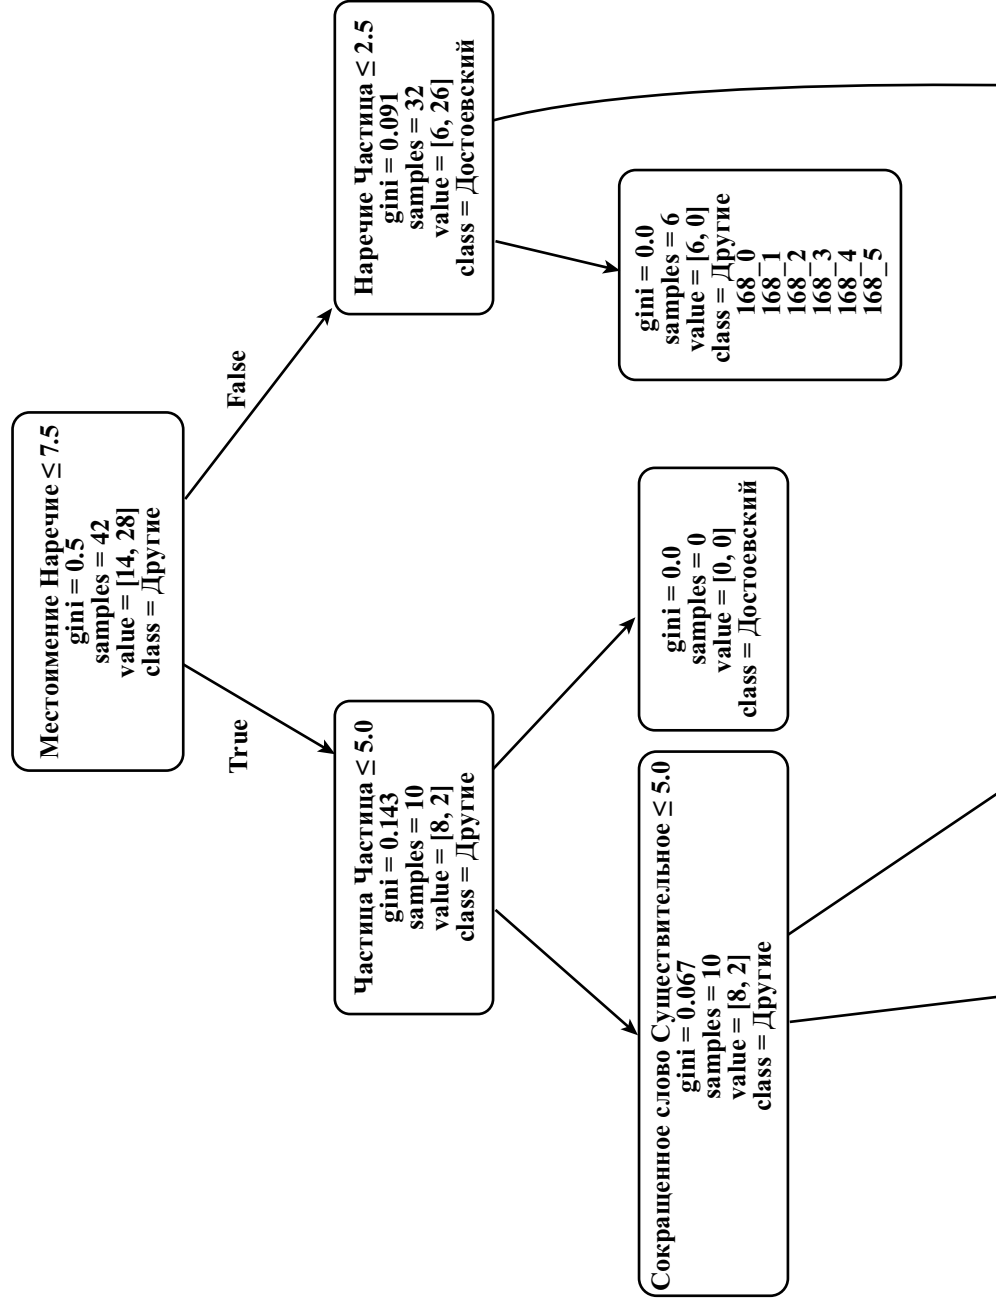 Местоимение Наречие ≤ 7.5
gini = 0.5
samples = 42
value = [14, 28]
class = Другие
True
False
Частица Частица ≤ 5.0
gini = 0.143
samples = 10
value = [8, 2]
class = Другие
Наречие Частица ≤ 2.5
gini = 0.091
samples = 32
value = [6, 26]
class = Достоевский
Сокращенное слово Существительное ≤ 5.0
gini = 0.067
samples = 10
value = [8, 2]
class = Другие
gini = 0.0
samples = 0
value = [0, 0]
class = Достоевский
gini = 0.0
samples = 6
value = [6, 0]
class = Другие
168_0
168_1
168_2
168_3
168_4
168_5